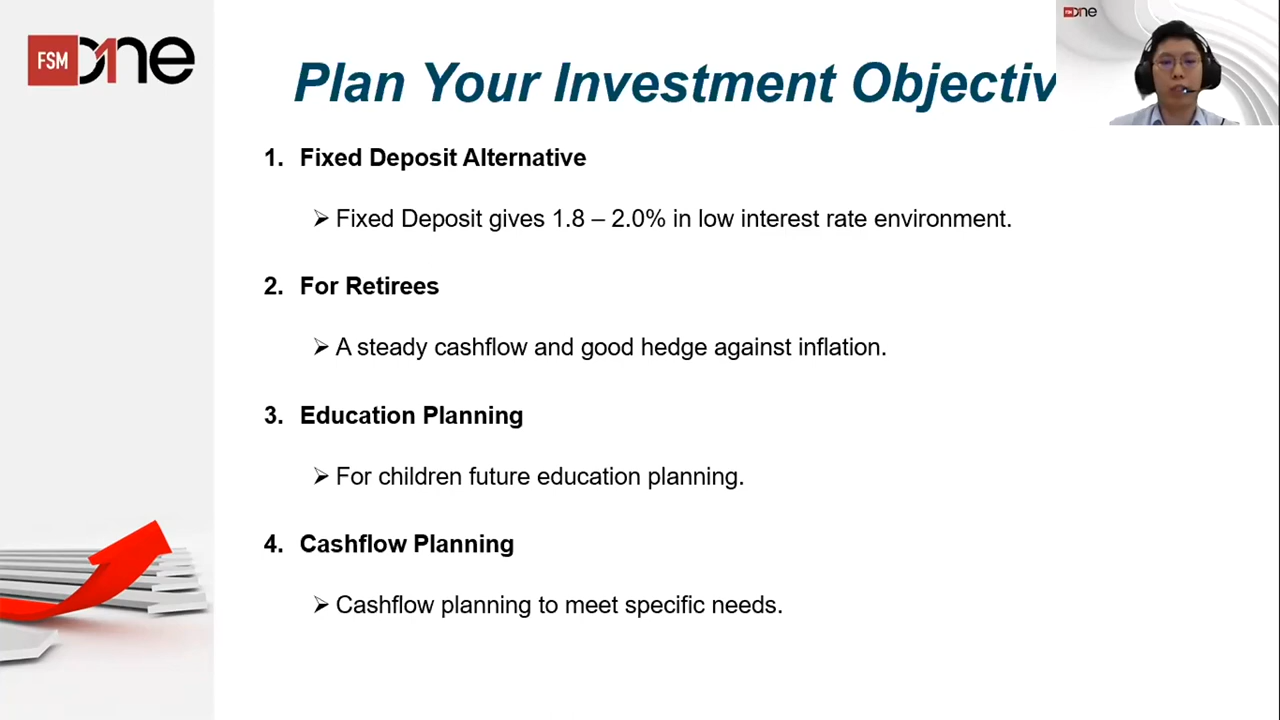 FSM One
Plan Your Investment Objectiv
FSM One
1. Fixed Deposit Alternative
➢ Fixed Deposit gives 1.8 – 2.0% in low interest rate environment.
2. For Retirees
➢ A steady cashflow and good hedge against inflation.
3. Education Planning
➢ For children future education planning.
4. Cashflow Planning
➢ Cashflow planning to meet specific needs.